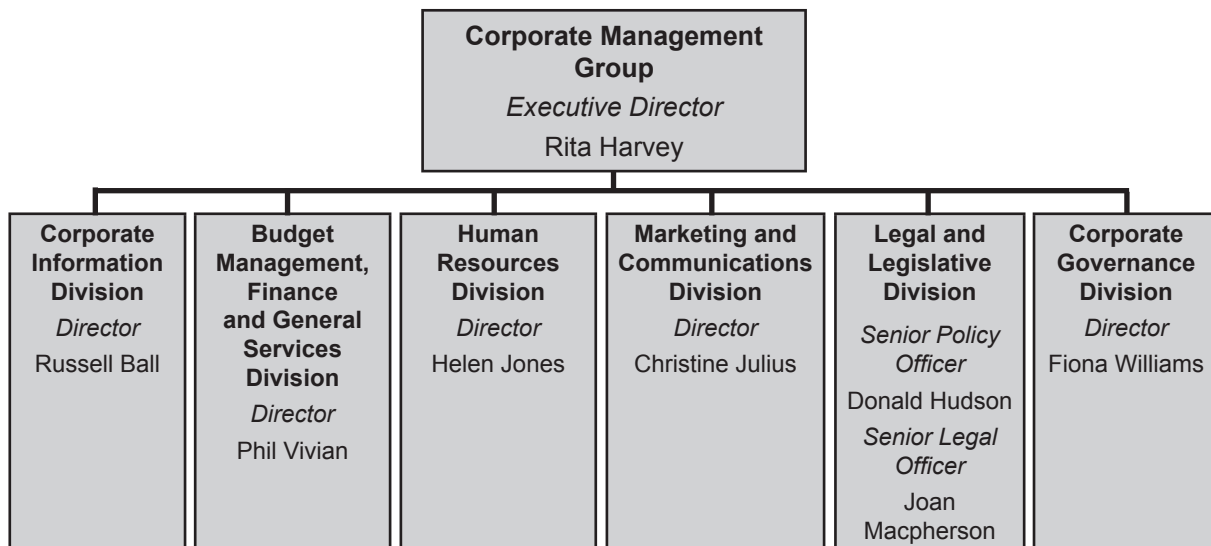 Corporate Management
Group
Executive Director
Rita Harvey
Corporate
Information
Division
Director
Russell Ball
Budget
Management,
Finance
and General
Services
Division
Director
Phil Vivian
Human
Resources
Division
Director
Helen Jones
Marketing and
Communications
Division
Director
Christine Julius
Legal and
Legislative
Division
Senior Policy
Officer
Donald Hudson
Senior Legal
Officer
Joan
Macpherson
Corporate
Governance
Division
Director
Fiona Williams